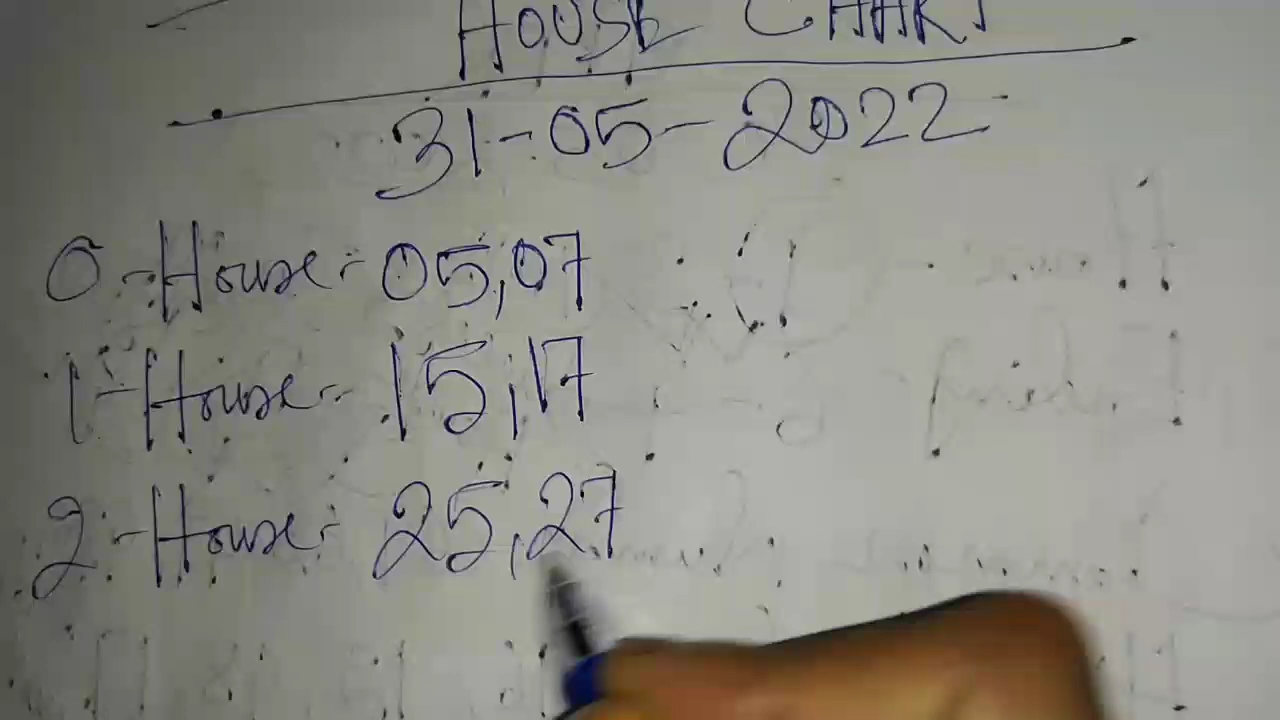 HOUSE CHART
31-05-2022
0-House- 05,07
1-House- 15,17
2-House- 25,27